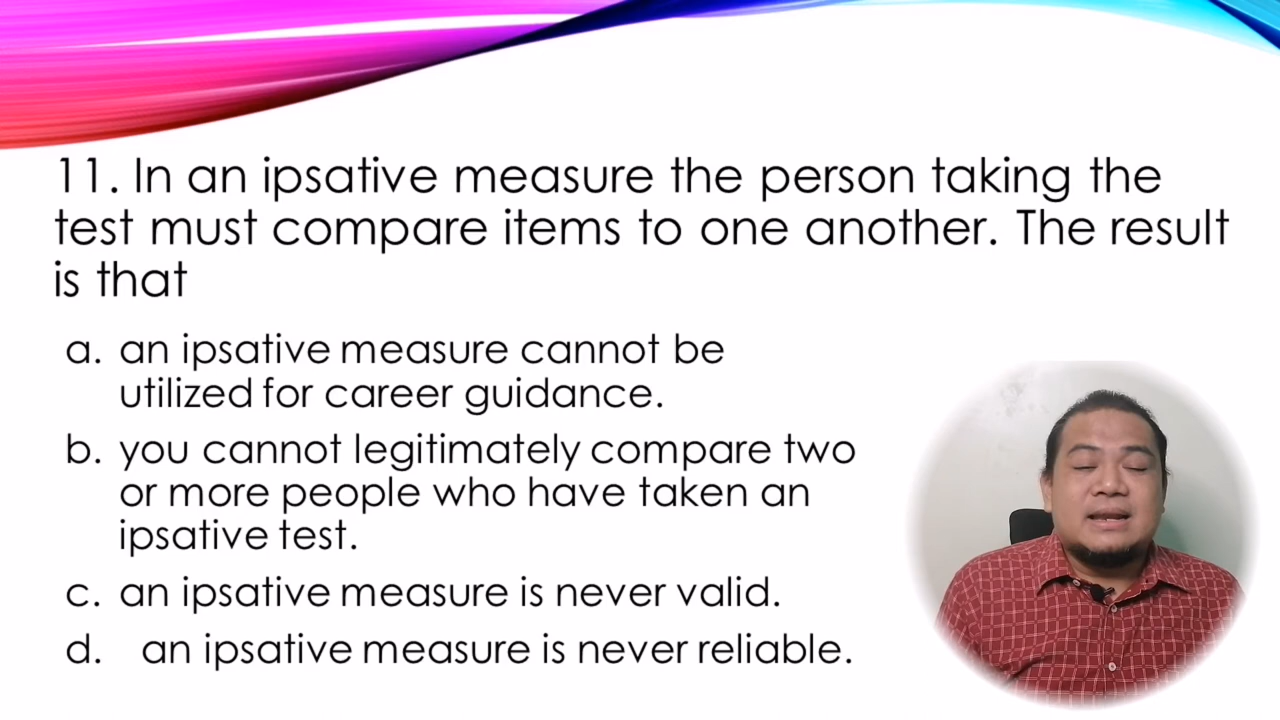 11. In an ipsative measure the person taking the
test must compare items to one another. The result
is that
a. an ipsative measure cannot be
utilized for career guidance.
b. you cannot legitimately compare two
or more people who have taken an
ipsative test.
c. an ipsative measure is never valid.
d. an ipsative measure is never reliable.